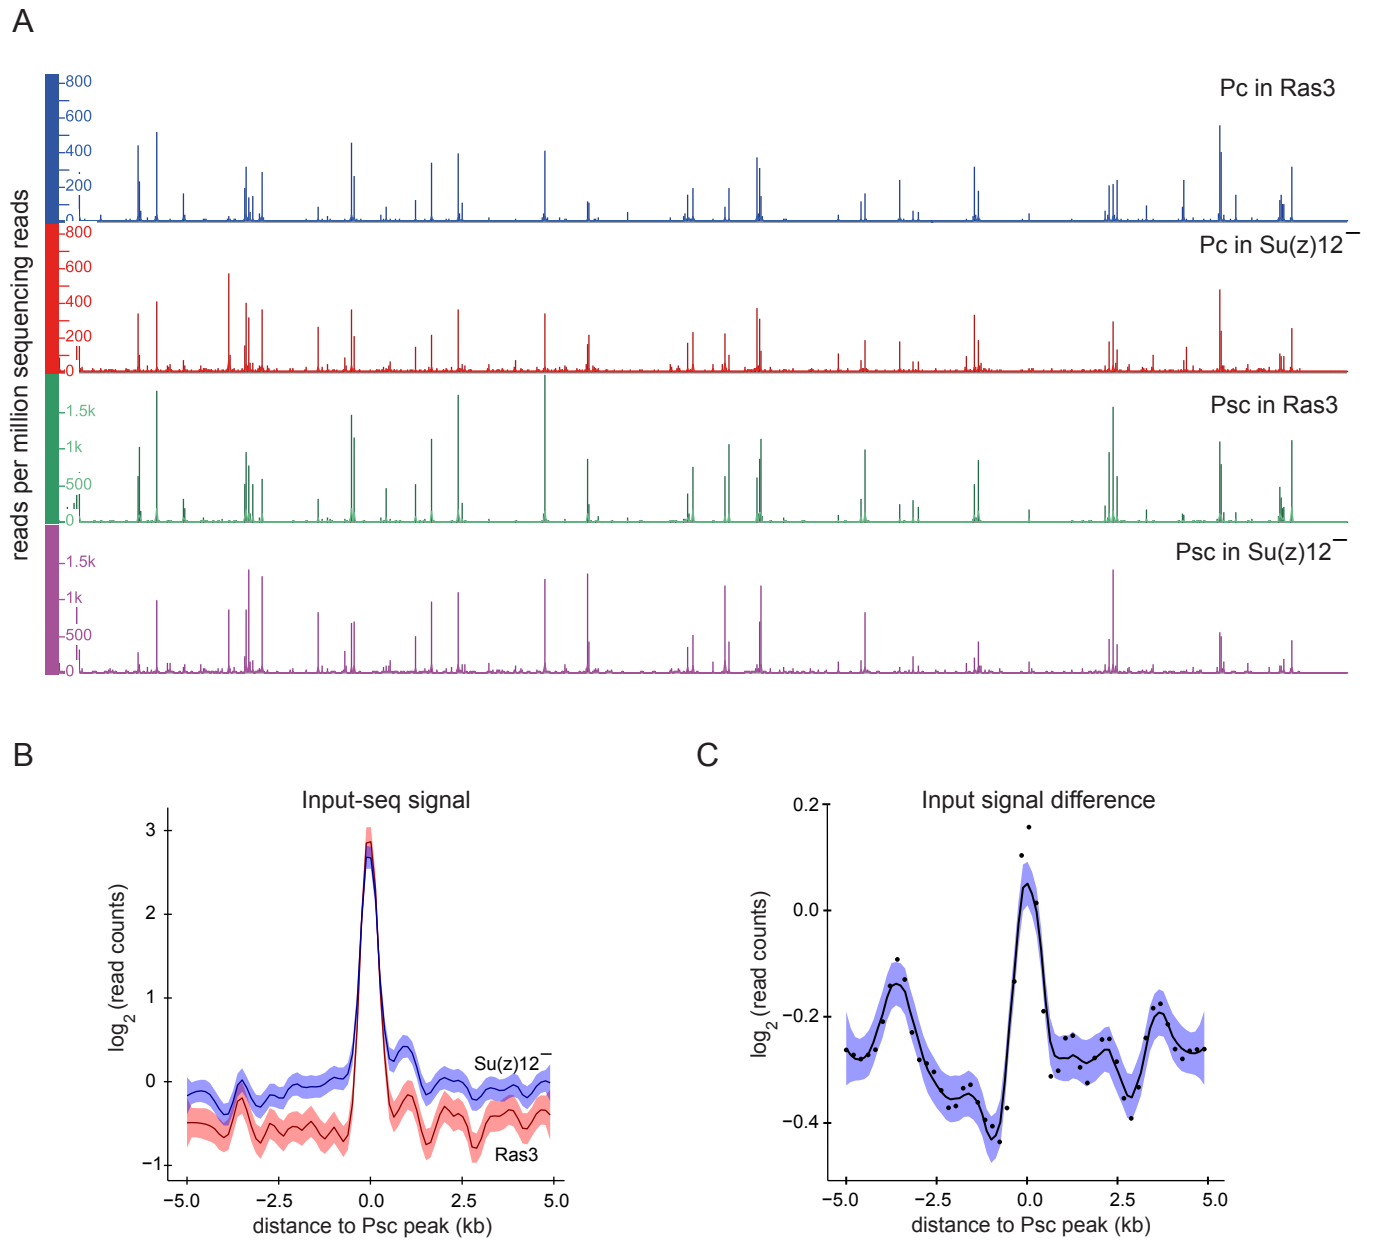 A
reads per million sequencing reads
800
600
400
200
0
Pc in Ras3
800
600
400
200
0
Pc in Su(z)12−
1.5k
1k
500
0
Psc in Ras3
1.5k
1k
500
0
Psc in Su(z)12−
B
Input-seq signal
log2 (read counts)
3
2
1
0
−1
Su(z)12−
Ras3
−5.0 −2.5 0.0 2.5 5.0
distance to Psc peak (kb)
C
Input signal difference
log2 (read counts)
0.2
0.0
−0.2
−0.4
−5.0 −2.5 0.0 2.5 5.0
distance to Psc peak (kb)